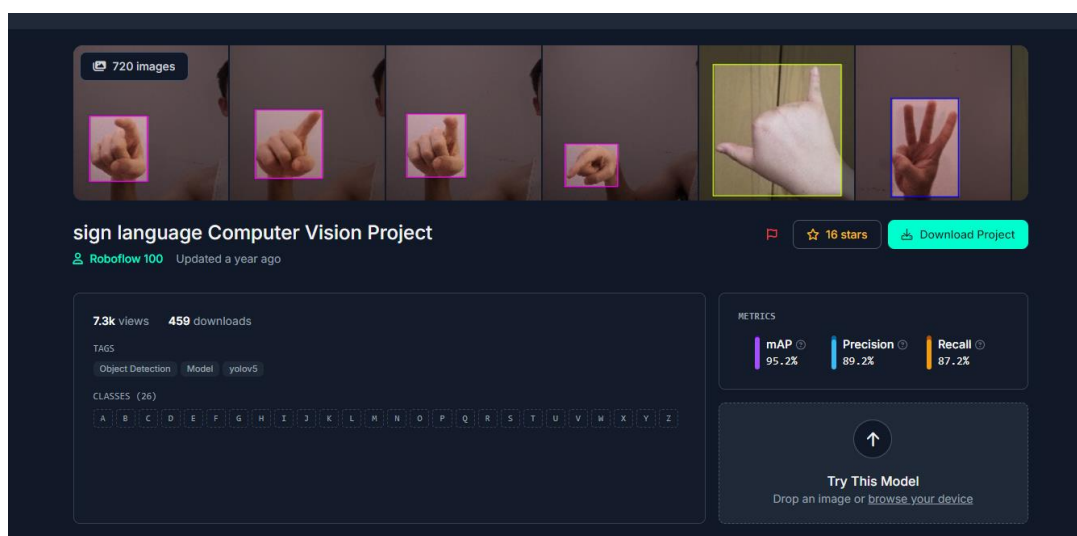 720 images
sign language Computer Vision Project
16 stars
Download Project
Roboflow 100 Updated a year ago
7.3k views 459 downloads
TAGS
Object Detection Model yolov5
CLASSES (26)
A B C D E F G H I J K L M N O P Q R S T U V W X Y Z
METRICS
mAP Precision Recall
95.2% 89.2% 87.2%
Try This Model
Drop an image or browse your device